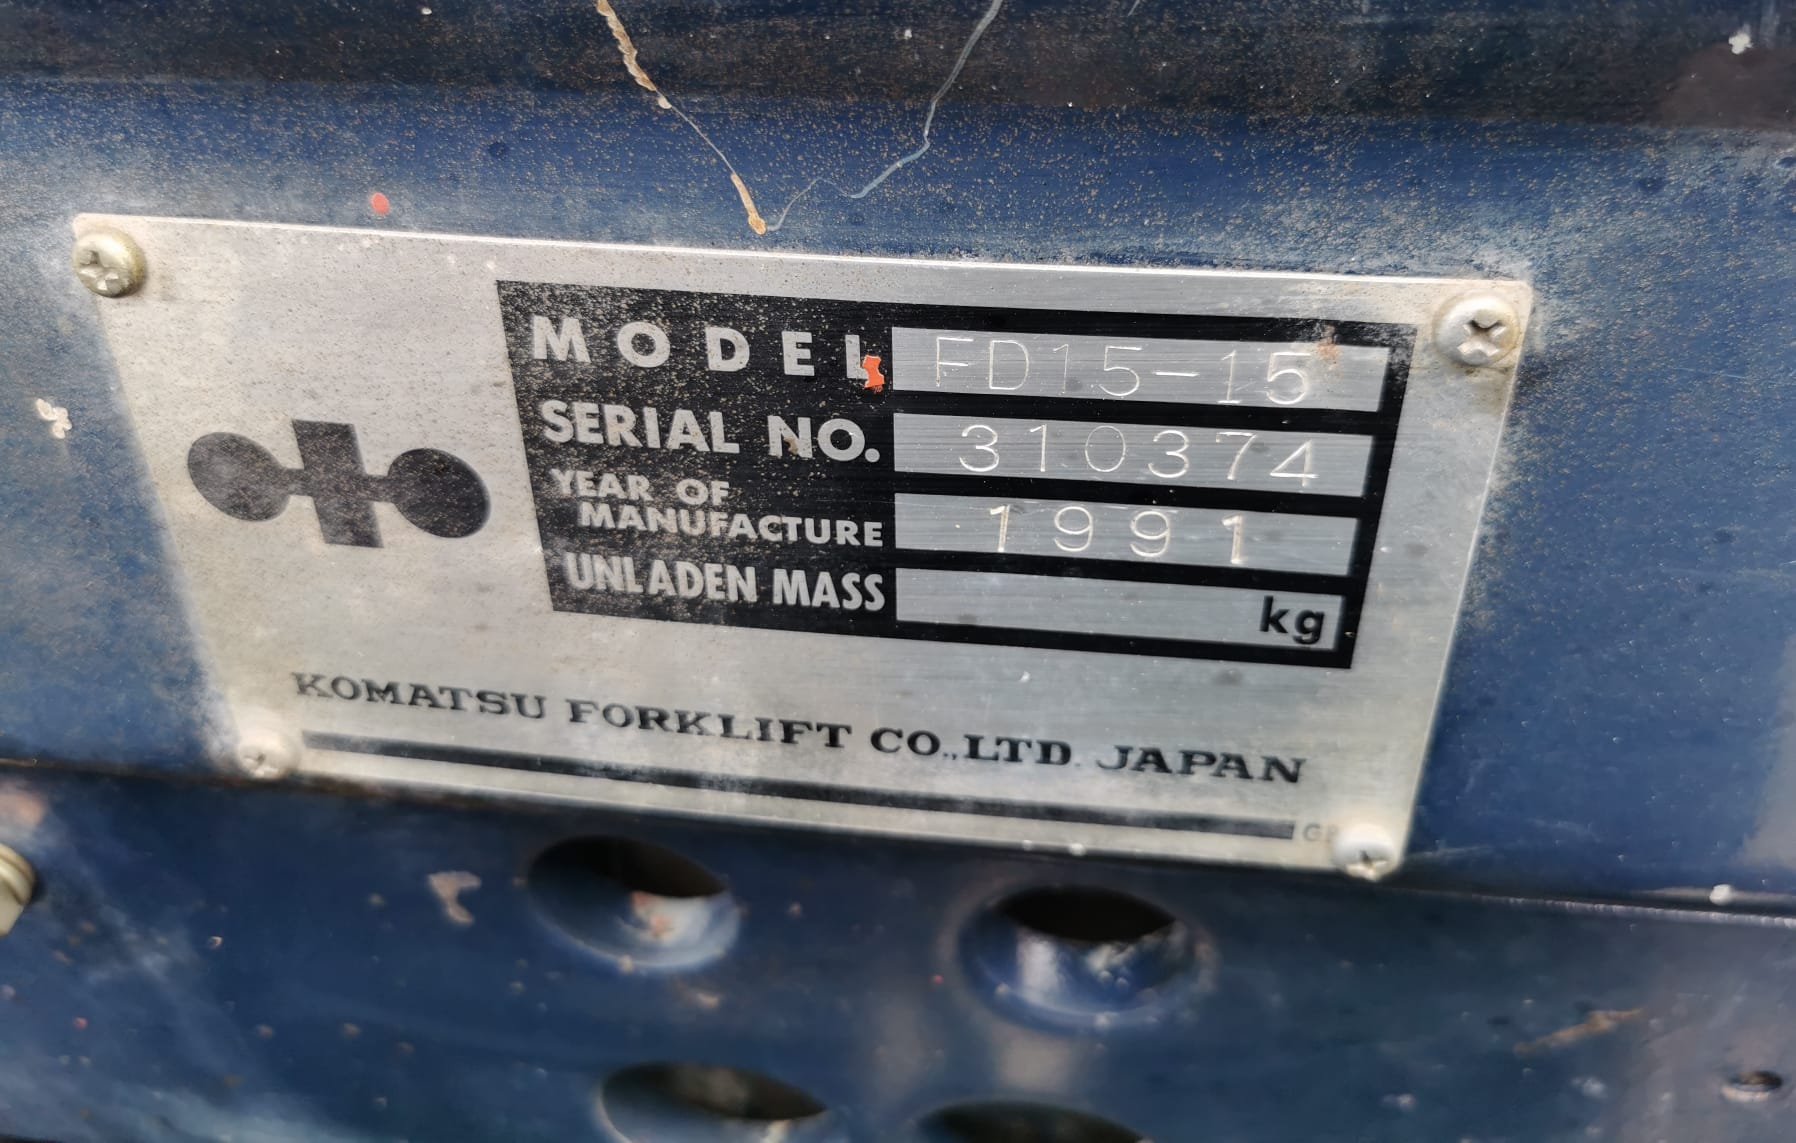 MODEL FD15-15
SERIAL NO. 310374
YEAR OF
MANUFACTURE 1991
UNLADEN MASS kg
KOMATSU FORKLIFT CO.,LTD. JAPAN